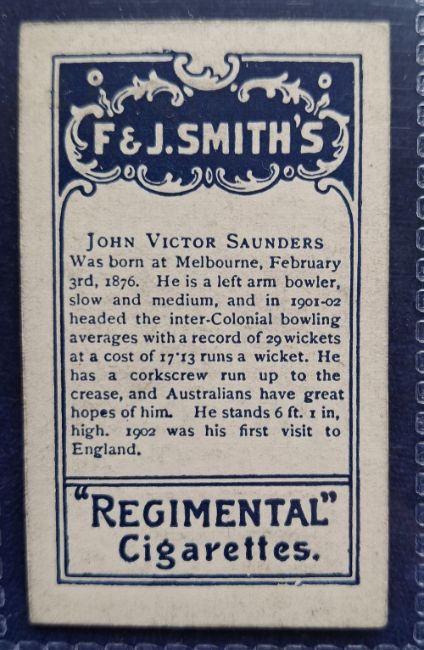 F & J. SMITH'S
JOHN VICTOR SAUNDERS
Was born at Melbourne, February
3rd, 1876. He is a left arm bowler,
slow and medium, and in 1901-02
headed the inter-Colonial bowling
averages with a record of 29 wickets
at a cost of 17·13 runs a wicket. He
has a corkscrew run up to the
crease, and Australians have great
hopes of him. He stands 6 ft. 1 in,
high. 1902 was his first visit to
England.
"REGIMENTAL"
Cigarettes.